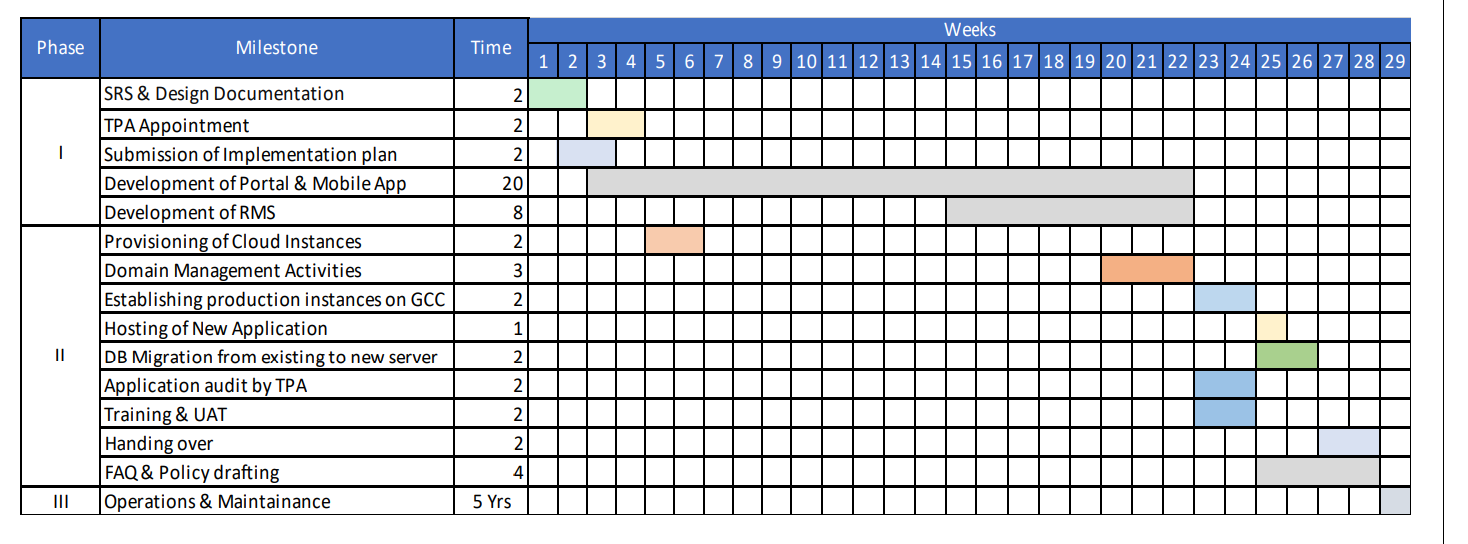 Weeks
Phase Milestone Time
1 2 3 4 5 6 7 8 9 10 11 12 13 14 15 16 17 18 19 20 21 22 23 24 25 26 27 28 29
SRS & Design Documentation 2
TPA Appointment 2
I Submission of Implementation plan 2
Development of Portal & Mobile App 20
Development of RMS 8
Provisioning of Cloud Instances 2
Domain Management Activities 3
Establishing production instances on GCC 2
Hosting of New Application 1
II DB Migration from existing to new server 2
Application audit by TPA 2
Training & UAT 2
Handing over 2
FAQ & Policy drafting 4
III Operations & Maintainance 5 Yrs